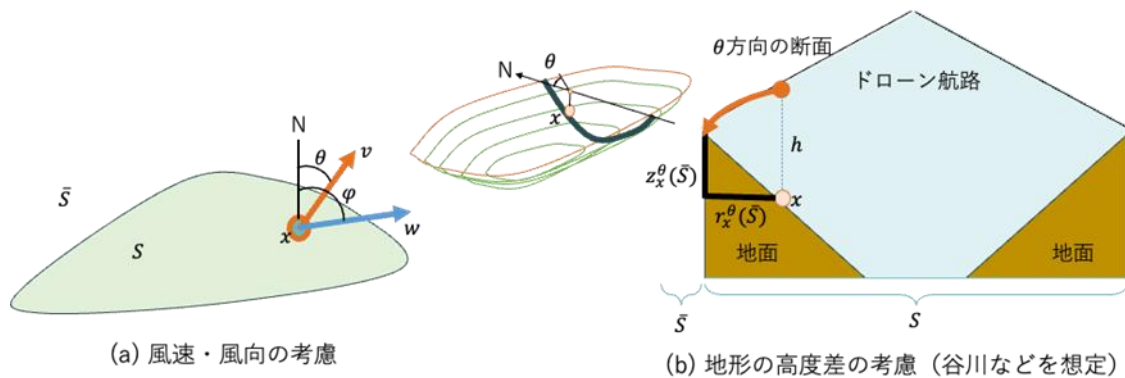 N
θ
v
φ
x
w
S̄
S
(a) 風速・風向の考慮
N
θ
x
θ方向の断面
ドローン航路
h
z_x^θ(S̄)
x
r_x^θ(S̄)
地面
地面
S̄
S
(b) 地形の高度差の考慮（谷川などを想定）